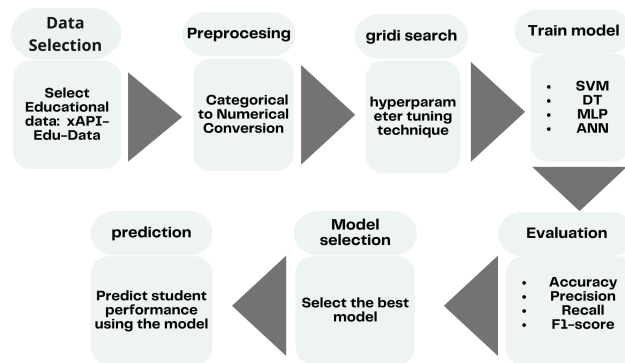 Data
Selection
Select
Educational
data: xAPI-
Edu-Data
Preprocesing
Categorical
to Numerical
Conversion
gridi search
hyperparam
eter tuning
technique
Train model
• SVM
• DT
• MLP
• ANN
Evaluation
• Accuracy
• Precision
• Recall
• F1-score
Model
selection
Select the best
model
prediction
Predict student
performance
using the model